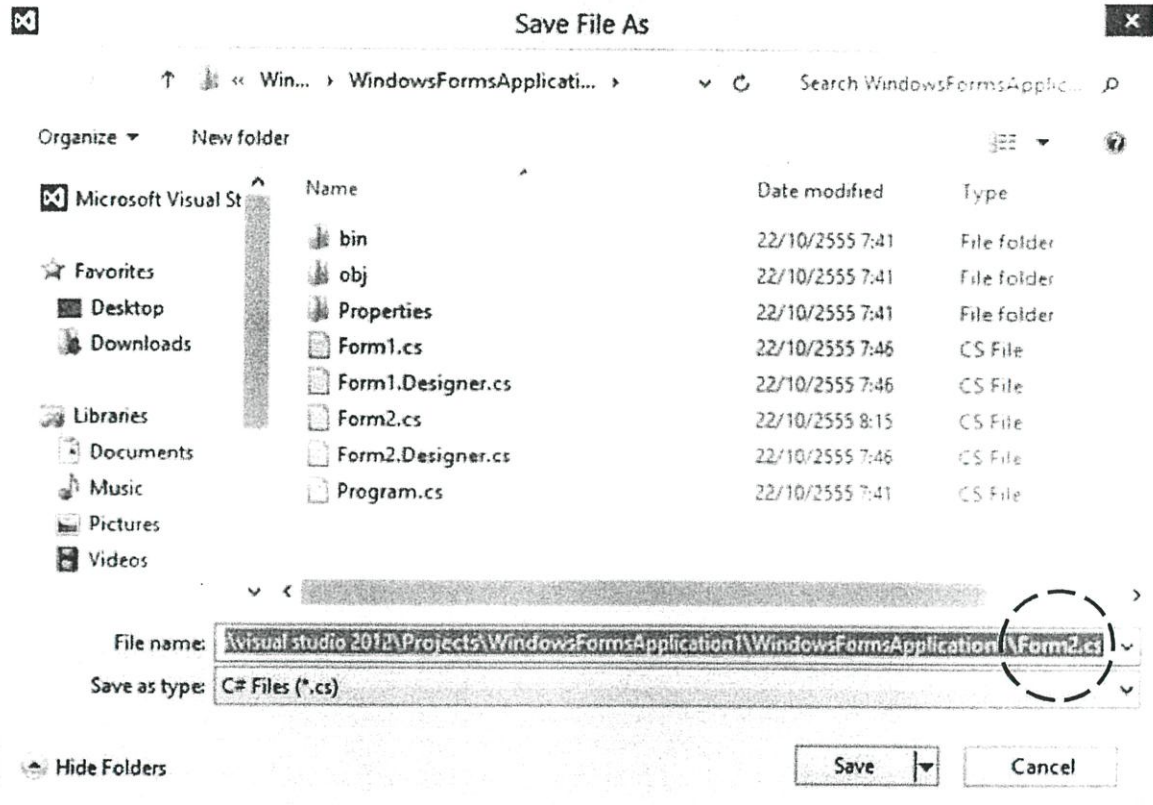 Save File As
« Win... › WindowsFormsApplicati... ›
Search WindowsFormsApplic...
Organize
New folder
Name Date modified Type
Microsoft Visual St
bin 22/10/2555 7:41 File folder
Favorites
obj 22/10/2555 7:41 File folder
Desktop
Properties 22/10/2555 7:41 File folder
Downloads
Form1.cs 22/10/2555 7:46 CS File
Form1.Designer.cs 22/10/2555 7:46 CS File
Libraries
Form2.cs 22/10/2555 8:15 CS File
Documents
Form2.Designer.cs 22/10/2555 7:46 CS File
Music
Program.cs 22/10/2555 7:41 CS File
Pictures
Videos
File name: \visual studio 2012\Projects\WindowsFormsApplication1\WindowsFormsApplication1\Form2.cs
Save as type: C# Files (*.cs)
Hide Folders
Save
Cancel